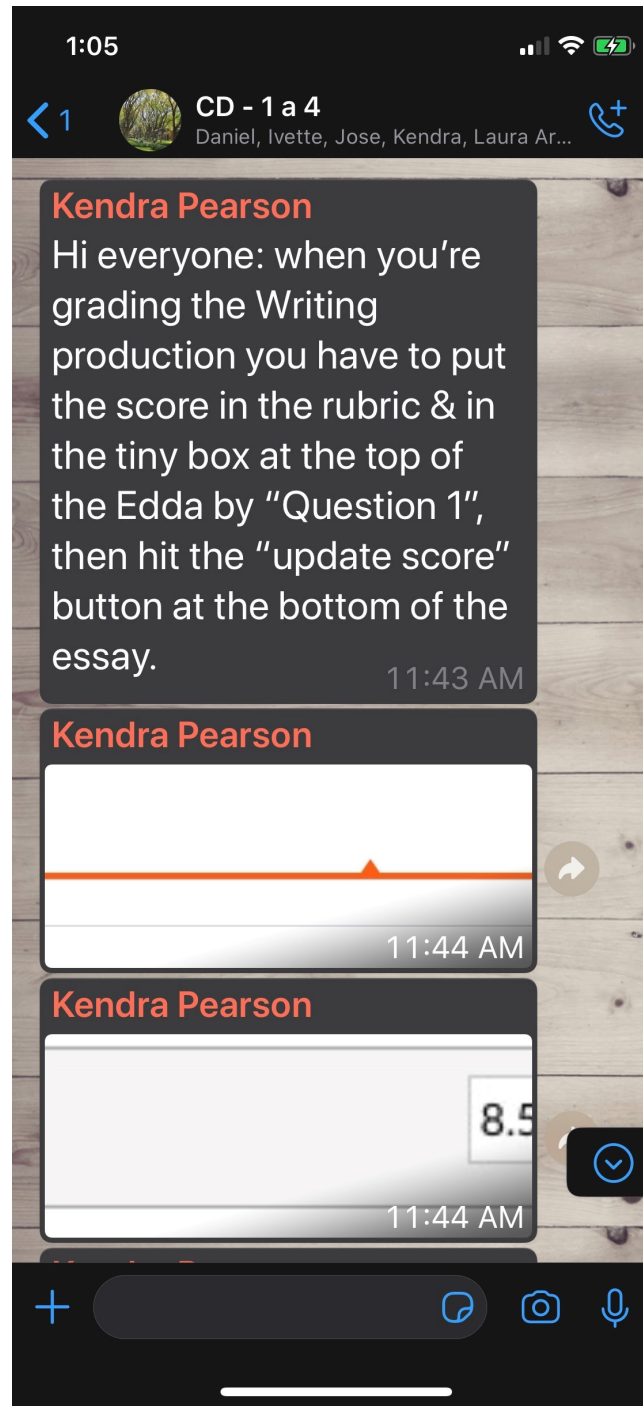 1:05
1
CD - 1 a 4
Daniel, Ivette, Jose, Kendra, Laura Ar...
Kendra Pearson
Hi everyone: when you’re
grading the Writing
production you have to put
the score in the rubric & in
the tiny box at the top of
the Edda by “Question 1”,
then hit the “update score”
button at the bottom of the
essay.
11:43 AM
Kendra Pearson
11:44 AM
Kendra Pearson
8.5
11:44 AM